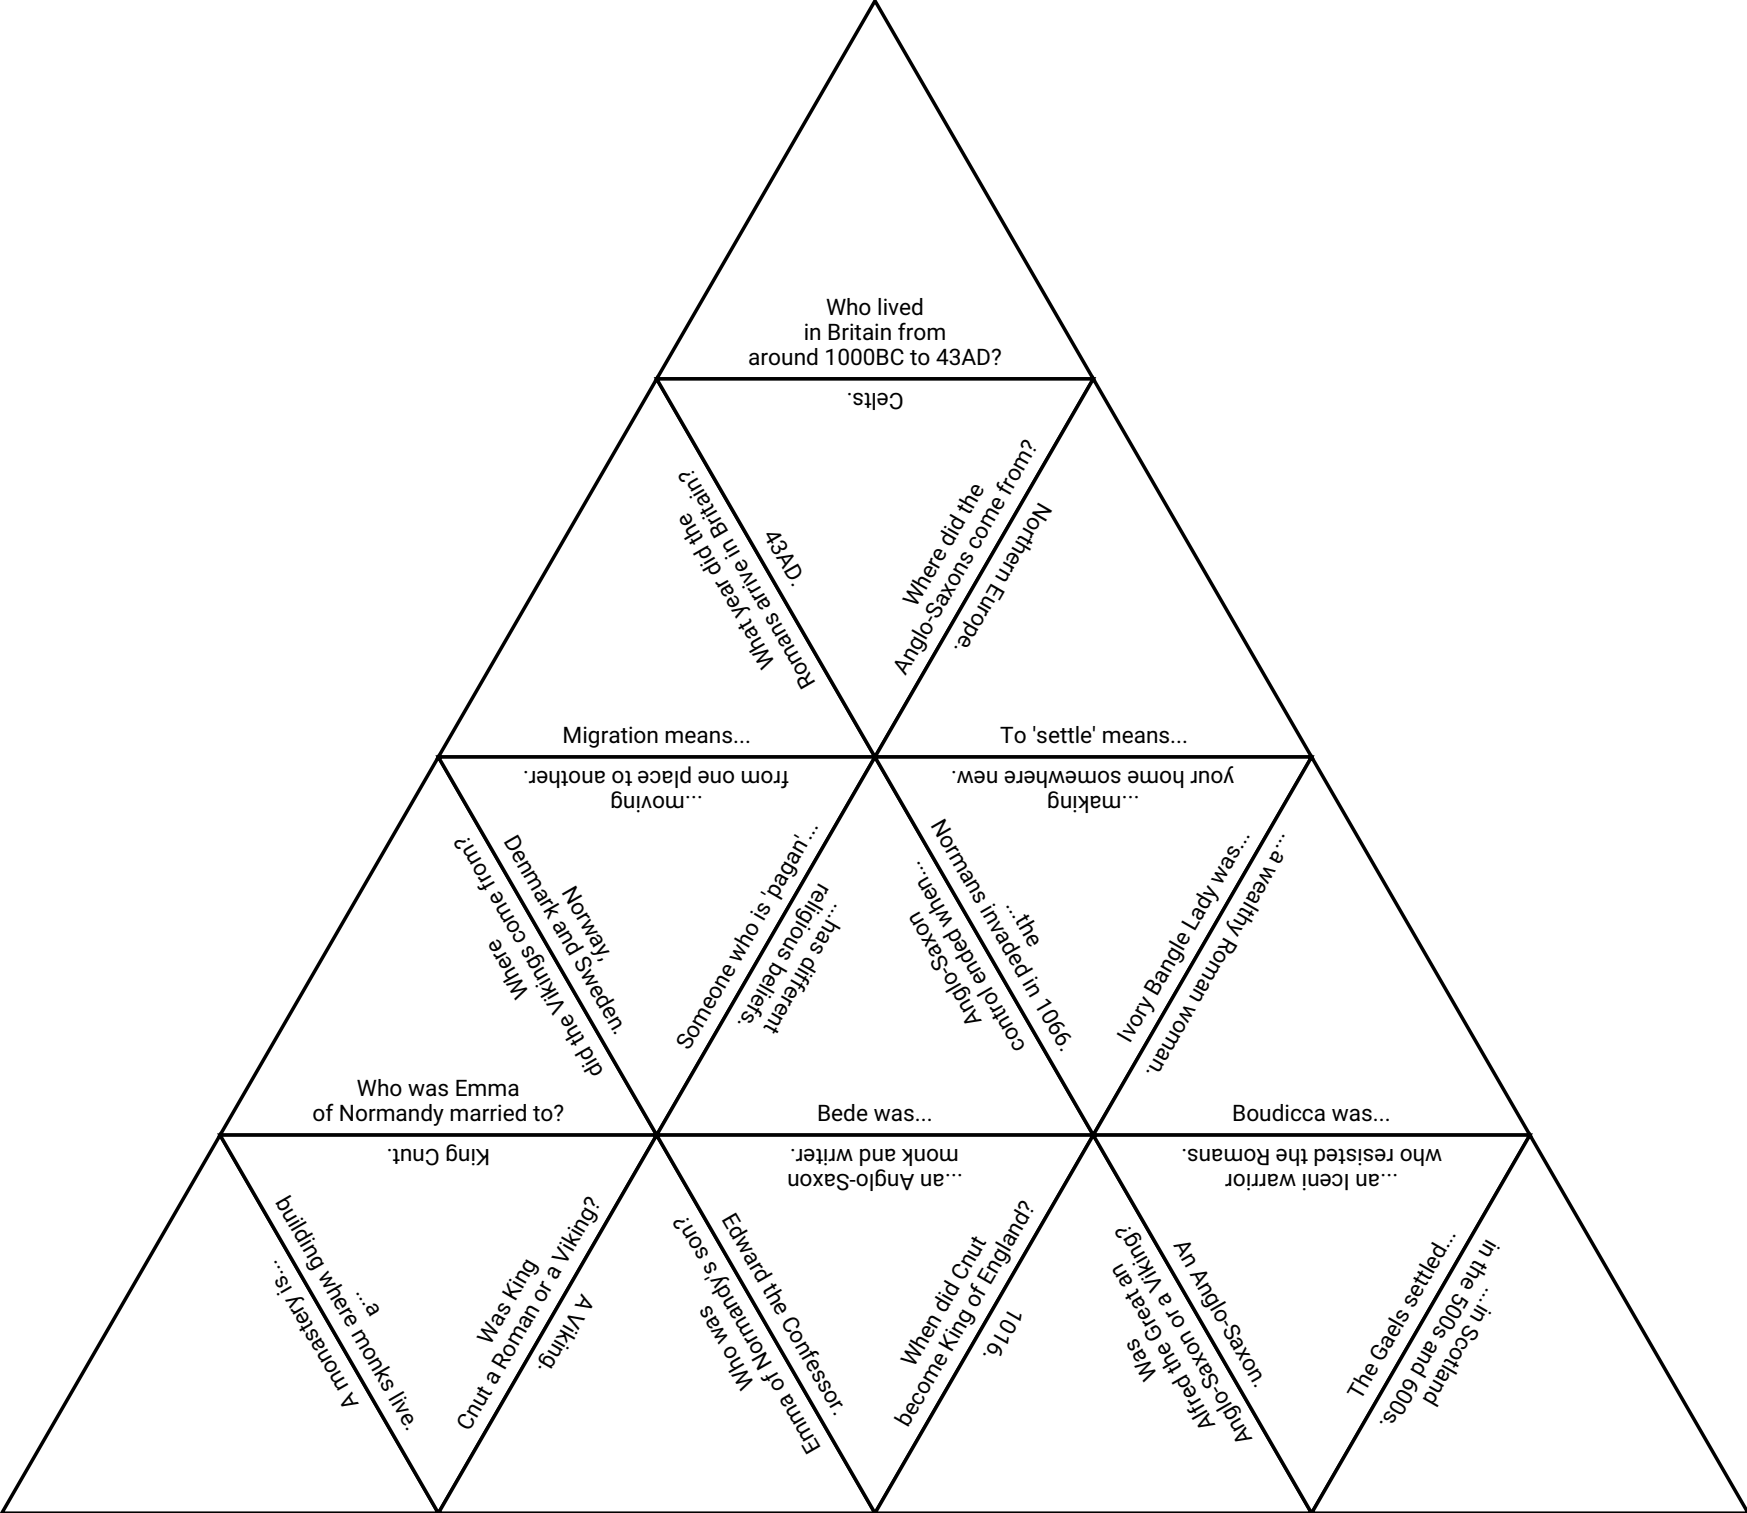 Who lived
in Britain from
around 1000BC to 43AD?
Celts.
What year did the
Romans arrive in Britain?
43AD.
Where did the
Anglo-Saxons come from?
Northern Europe.
Migration means...
...moving
from one place to another.
To 'settle' means...
...making
your home somewhere new.
Where
did the Vikings come from?
Norway,
Denmark and Sweden.
Someone who is 'pagan'...
...has different
religious beliefs.
Anglo-Saxon
control ended when...
...the
Normans invaded in 1066.
Ivory Bangle Lady was...
...a wealthy Roman woman.
Who was Emma
of Normandy married to?
King Cnut.
Bede was...
...an Anglo-Saxon
monk and writer.
Boudicca was...
...an Iceni warrior
who resisted the Romans.
A monastery is...
...a
building where monks live.
Was King
Cnut a Roman or a Viking?
A Viking.
Who was
Emma of Normandy's son?
Edward the Confessor.
When did Cnut
become King of England?
1016.
Was
Alfred the Great an
Anglo-Saxon or a Viking?
An Anglo-Saxon.
The Gaels settled...
...in Scotland
in the 500s and 600s.